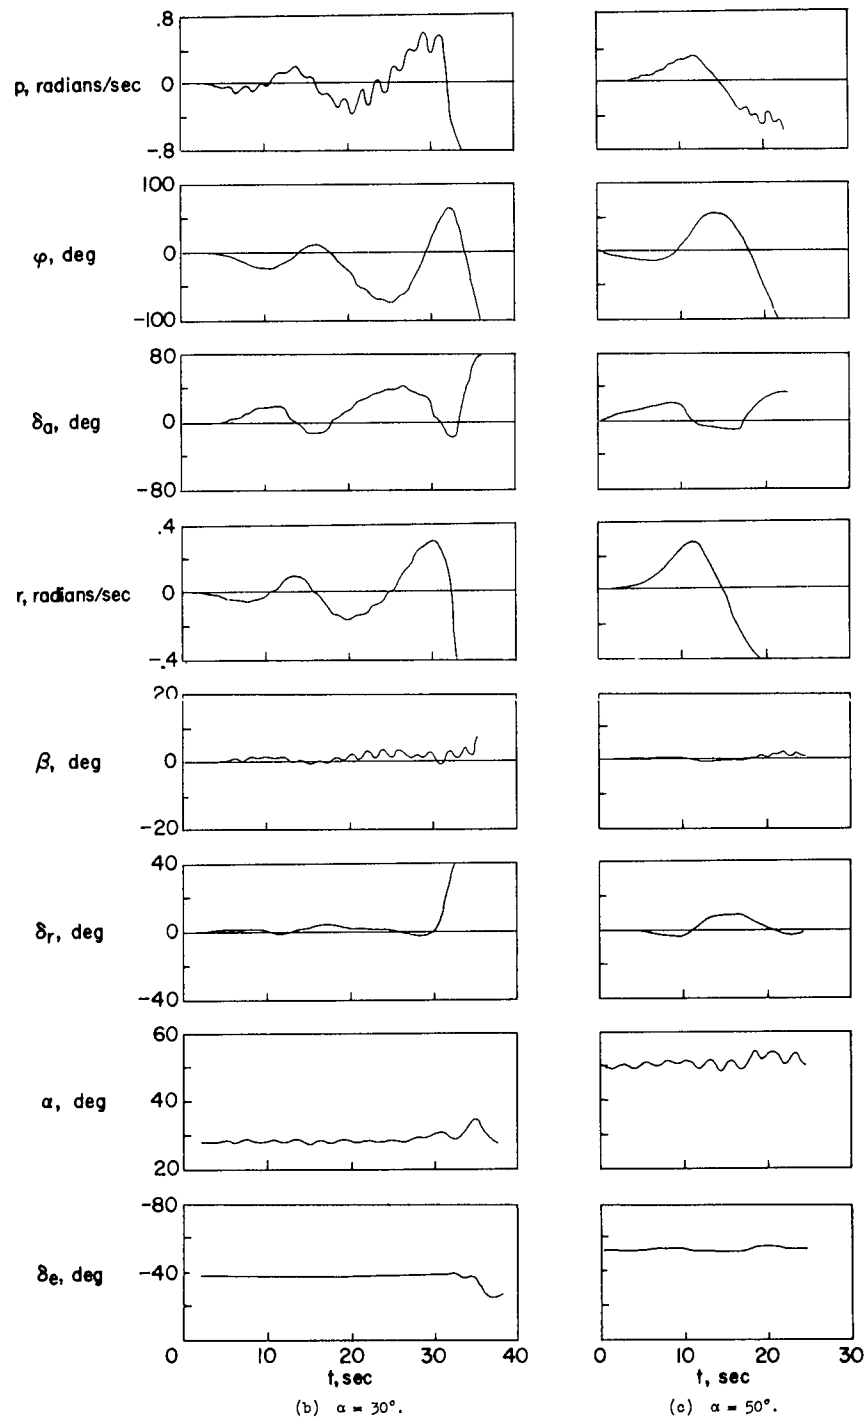 .8
p, radians/sec 0
-.8
100
φ, deg 0
-100
80
δa, deg 0
-80
.4
r, radians/sec 0
-.4
20
β, deg 0
-20
40
δr, deg 0
-40
60
α, deg 40
20
-80
δe, deg -40
0 10 20 30 40 0 10 20 30
t, sec t, sec
(b) α = 30°. (c) α = 50°.